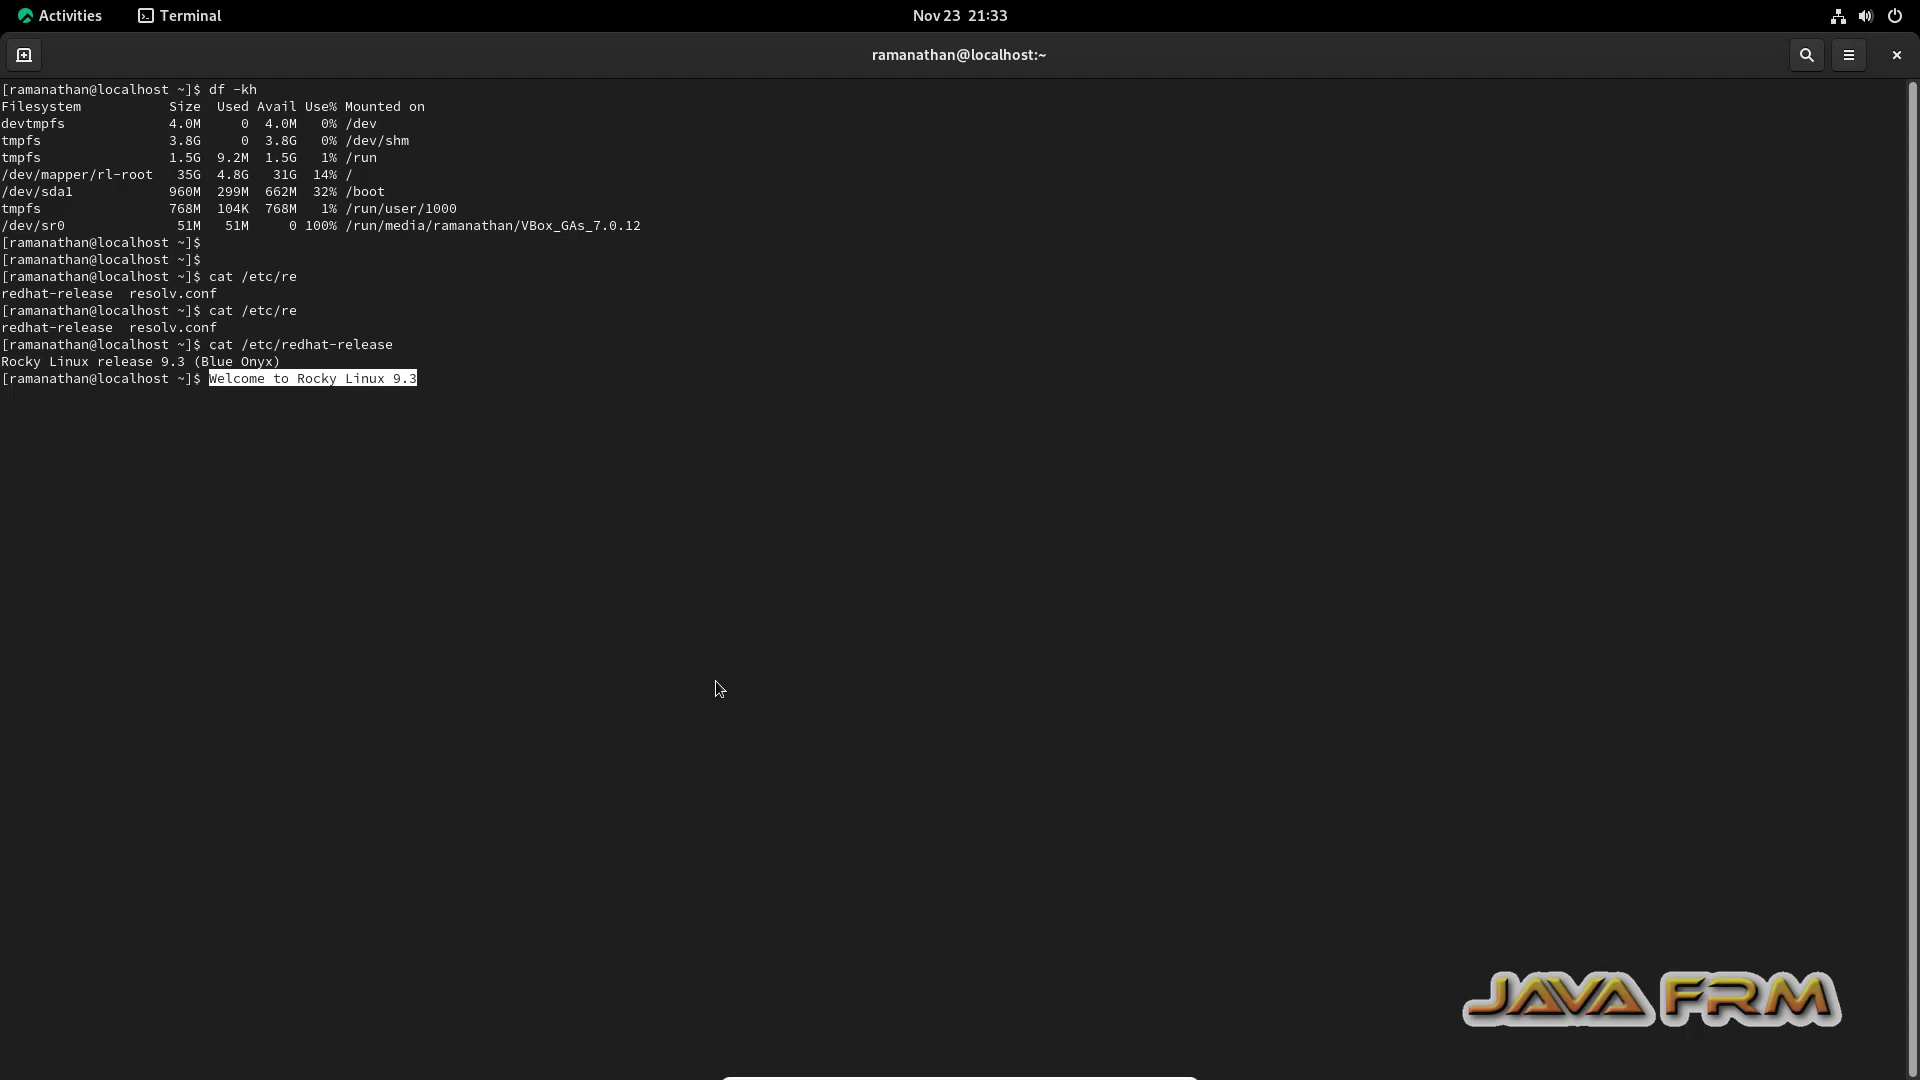 Activities Terminal Nov 23 21:33
ramanathan@localhost:~
[ramanathan@localhost ~]$ df -kh
Filesystem           Size  Used Avail Use% Mounted on
devtmpfs             4.0M     0  4.0M   0% /dev
tmpfs                3.8G     0  3.8G   0% /dev/shm
tmpfs                1.5G  9.2M  1.5G   1% /run
/dev/mapper/rl-root   35G  4.8G   31G  14% /
/dev/sda1            960M  299M  662M  32% /boot
tmpfs                768M  104K  768M   1% /run/user/1000
/dev/sr0              51M   51M     0 100% /run/media/ramanathan/VBox_GAs_7.0.12
[ramanathan@localhost ~]$
[ramanathan@localhost ~]$
[ramanathan@localhost ~]$ cat /etc/re
redhat-release  resolv.conf
[ramanathan@localhost ~]$ cat /etc/re
redhat-release  resolv.conf
[ramanathan@localhost ~]$ cat /etc/redhat-release
Rocky Linux release 9.3 (Blue Onyx)
[ramanathan@localhost ~]$ Welcome to Rocky Linux 9.3
JAVA FRM